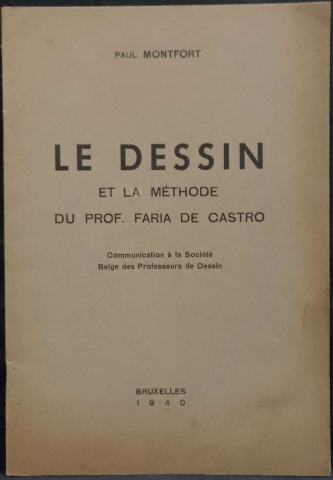 PAUL MONTFORT
LE DESSIN
ET LA MÉTHODE
DU PROF. FARIA DE CASTRO
Communication à la Société
Belge des Professeurs de Dessin
BRUXELLES
1940